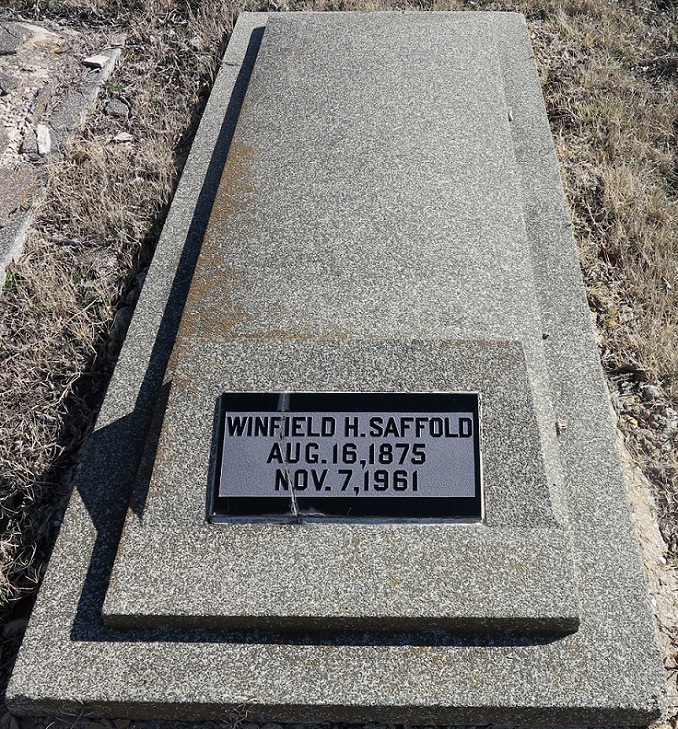 WINFIELD H. SAFFOLD
AUG. 16, 1875
NOV. 7, 1961